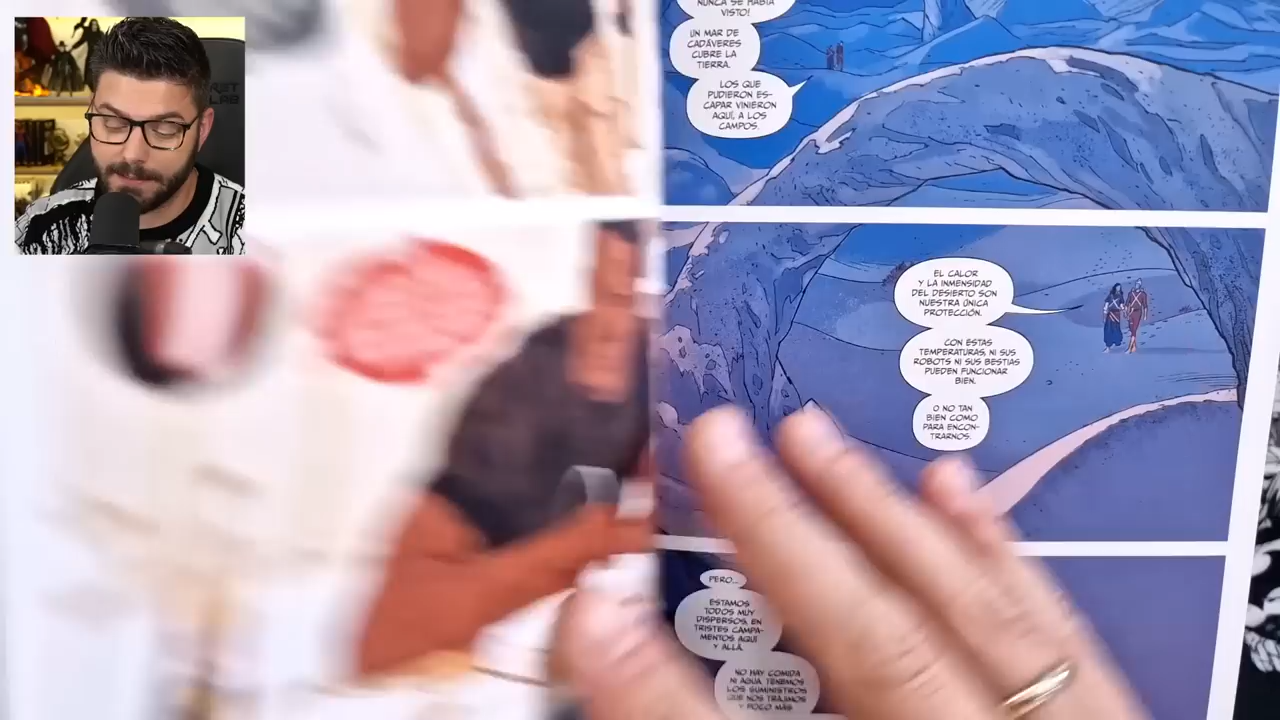 NUNCA SE HABÍA
VISTO!
UN MAR DE
CADÁVERES
CUBRE LA
TIERRA.
LOS QUE
PUDIERON ES-
CAPAR VINIERON
AQUÍ, A LOS
CAMPOS.
EL CALOR
Y LA INMENSIDAD
DEL DESIERTO SON
NUESTRA ÚNICA
PROTECCIÓN.
CON ESTAS
TEMPERATURAS, NI SUS
ROBOTS NI SUS BESTIAS
PUEDEN FUNCIONAR
BIEN.
O NO TAN
BIEN COMO
PARA ENCON-
TRARNOS.
PERO...
ESTAMOS
TODOS MUY
DISPERSOS, EN
TRISTES CAMPA-
MENTOS AQUÍ
Y ALLÁ.
NO HAY COMIDA
NI AGUA. TENEMOS
LOS SUMINISTROS
QUE NOS TRAJIMOS
Y POCO MÁS